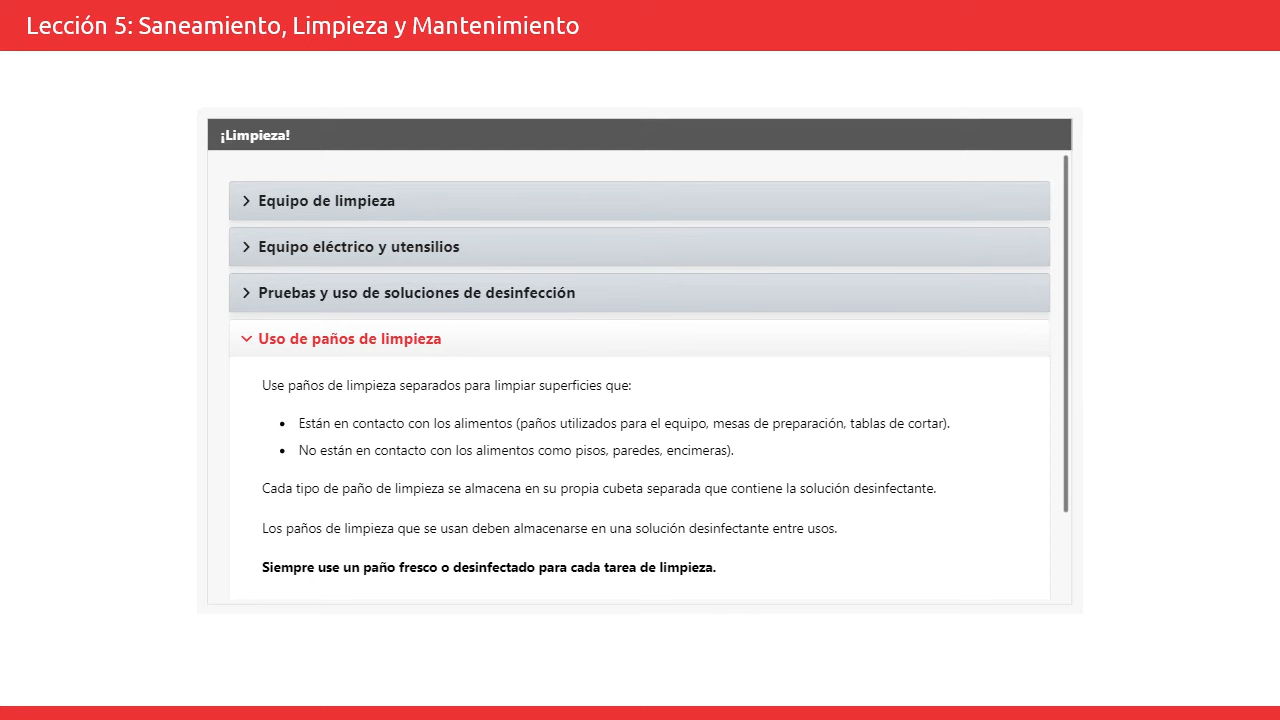 Lección 5: Saneamiento, Limpieza y Mantenimiento
¡Limpieza!
Equipo de limpieza
Equipo eléctrico y utensilios
Pruebas y uso de soluciones de desinfección
Uso de paños de limpieza
Use paños de limpieza separados para limpiar superficies que:
• Están en contacto con los alimentos (paños utilizados para el equipo, mesas de preparación, tablas de cortar).
• No están en contacto con los alimentos como pisos, paredes, encimeras).
Cada tipo de paño de limpieza se almacena en su propia cubeta separada que contiene la solución desinfectante.
Los paños de limpieza que se usan deben almacenarse en una solución desinfectante entre usos.
Siempre use un paño fresco o desinfectado para cada tarea de limpieza.